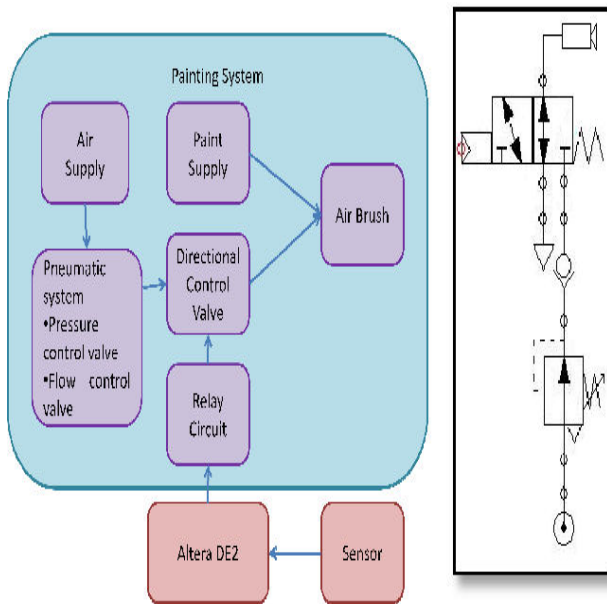 Painting System
Air
Supply
Paint
Supply
Air Brush
Pneumatic
system
•Pressure
control valve
•Flow control
valve
Directional
Control
Valve
Relay
Circuit
Altera DE2
Sensor